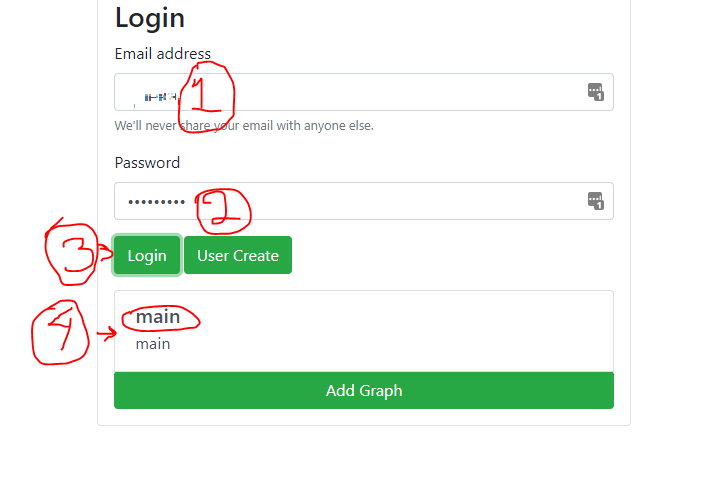 Login
Email address
1
We'll never share your email with anyone else.
Password
••••••••• 2
3 Login User Create
4 main
main
Add Graph